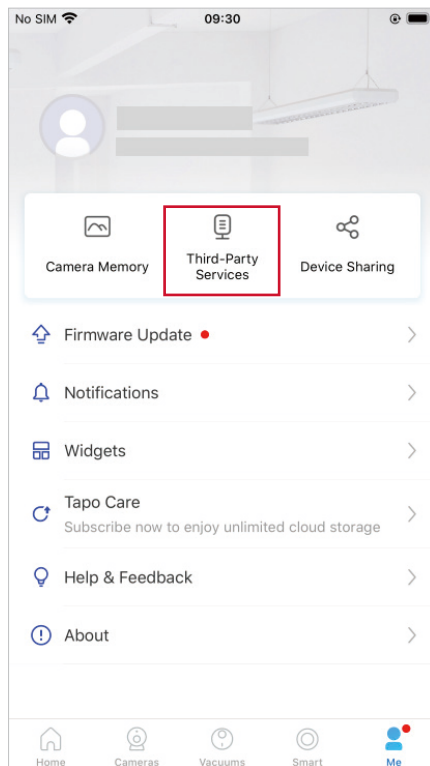 No SIM 09:30
Camera Memory
Third-Party
Services
Device Sharing
Firmware Update
Notifications
Widgets
Tapo Care
Subscribe now to enjoy unlimited cloud storage
Help & Feedback
About
Home Cameras Vacuums Smart Me